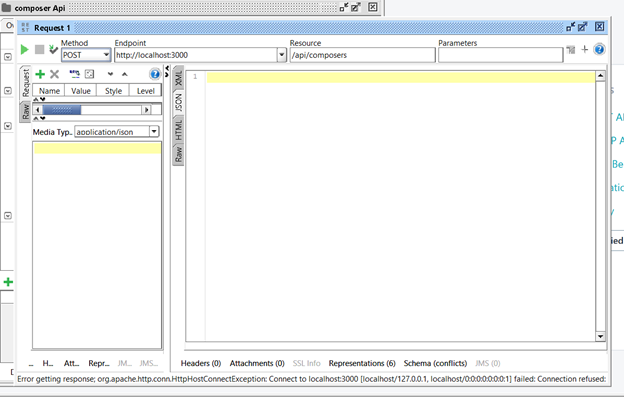 composer Api
Request 1
Method
Endpoint
Resource
Parameters
POST
http://localhost:3000
/api/composers
Request
Raw
Name Value Style Level
Media Typ.. application/json
XML
JSON
HTML
Raw
1
... H... Att... Repr... JM... JMS...
Headers (0) Attachments (0) SSL Info Representations (6) Schema (conflicts) JMS (0)
Error getting response; org.apache.http.conn.HttpHostConnectException: Connect to localhost:3000 [localhost/127.0.0.1, localhost/0:0:0:0:0:0:0:1] failed: Connection refused: